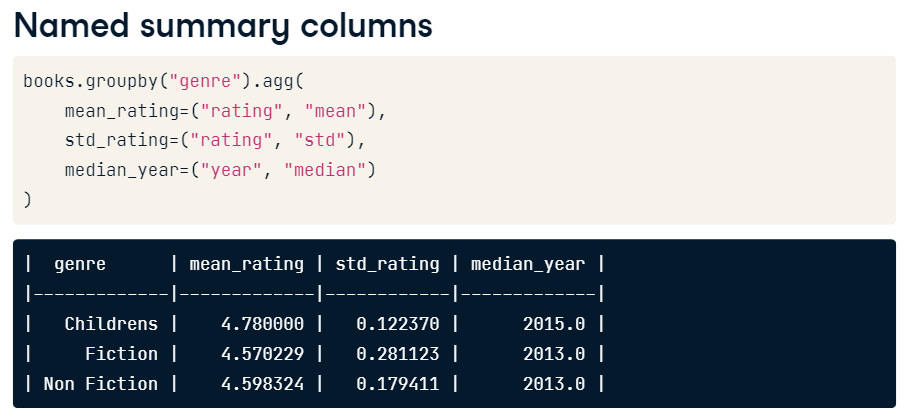 Named summary columns
books.groupby("genre").agg(
    mean_rating=("rating", "mean"),
    std_rating=("rating", "std"),
    median_year=("year", "median")
)
|  genre      | mean_rating | std_rating | median_year |
|-------------|-------------|------------|-------------|
|   Childrens |    4.780000 |   0.122370 |      2015.0 |
|     Fiction |    4.570229 |   0.281123 |      2013.0 |
| Non Fiction |    4.598324 |   0.179411 |      2013.0 |